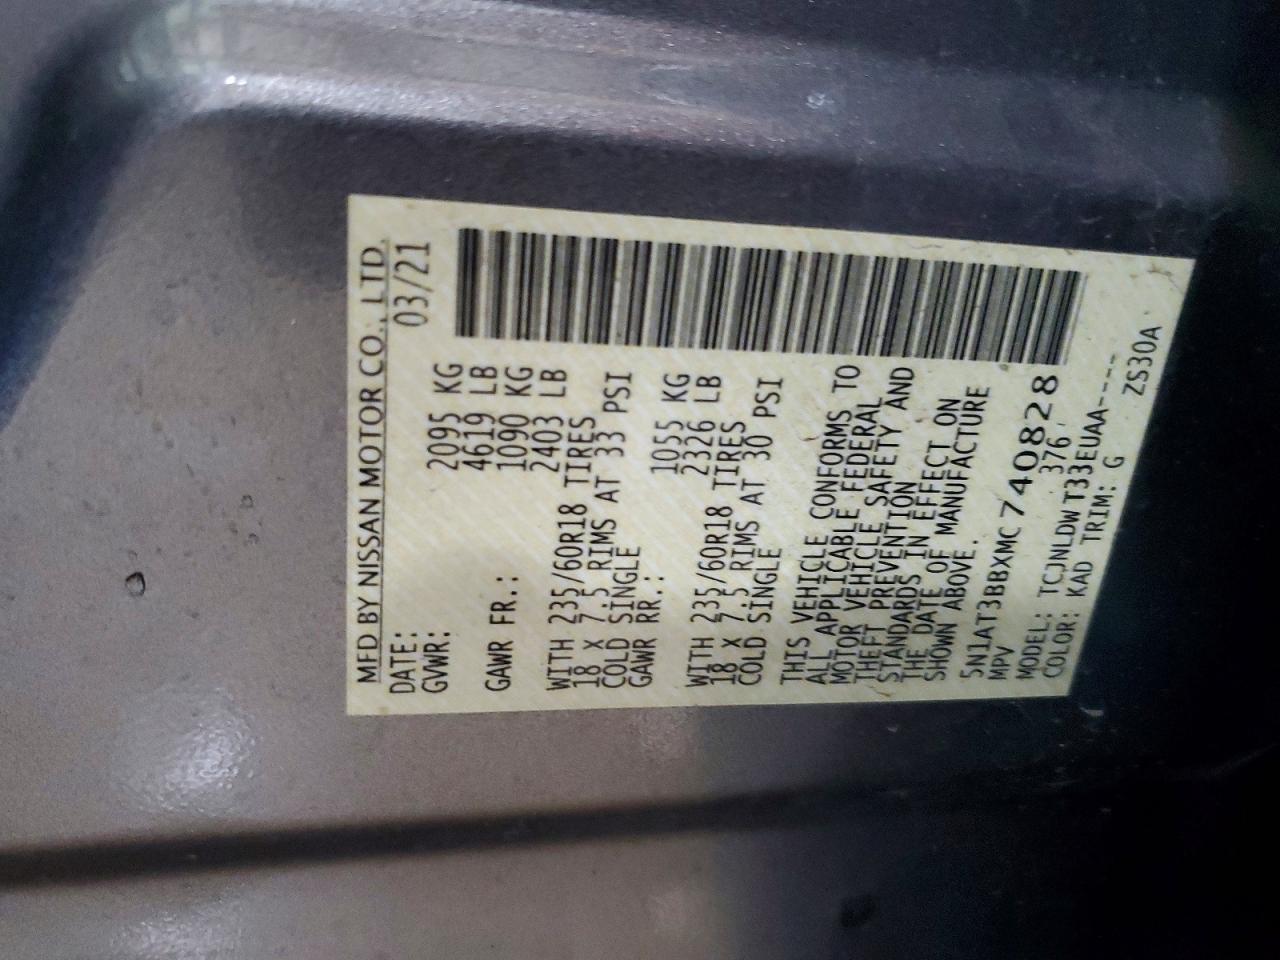 MFD BY NISSAN MOTOR CO., LTD.
DATE: 03/21
GVWR: 2095 KG
4619 LB
GAWR FR.: 1090 KG
2403 LB
WITH 235/60R18 TIRES
18 X 7.5 RIMS AT 33 PSI
COLD SINGLE
GAWR RR.: 1055 KG
2326 LB
WITH 235/60R18 TIRES
18 X 7.5 RIMS AT 30 PSI
COLD SINGLE
THIS VEHICLE CONFORMS TO
ALL APPLICABLE FEDERAL
MOTOR VEHICLE SAFETY AND
THEFT PREVENTION
STANDARDS IN EFFECT ON
THE DATE OF MANUFACTURE
SHOWN ABOVE.
5N1AT3BBXMC740828
MPV 376
MODEL: TCJNLDWT33EUAA----
COLOR: KAD TRIM: G ZS30A